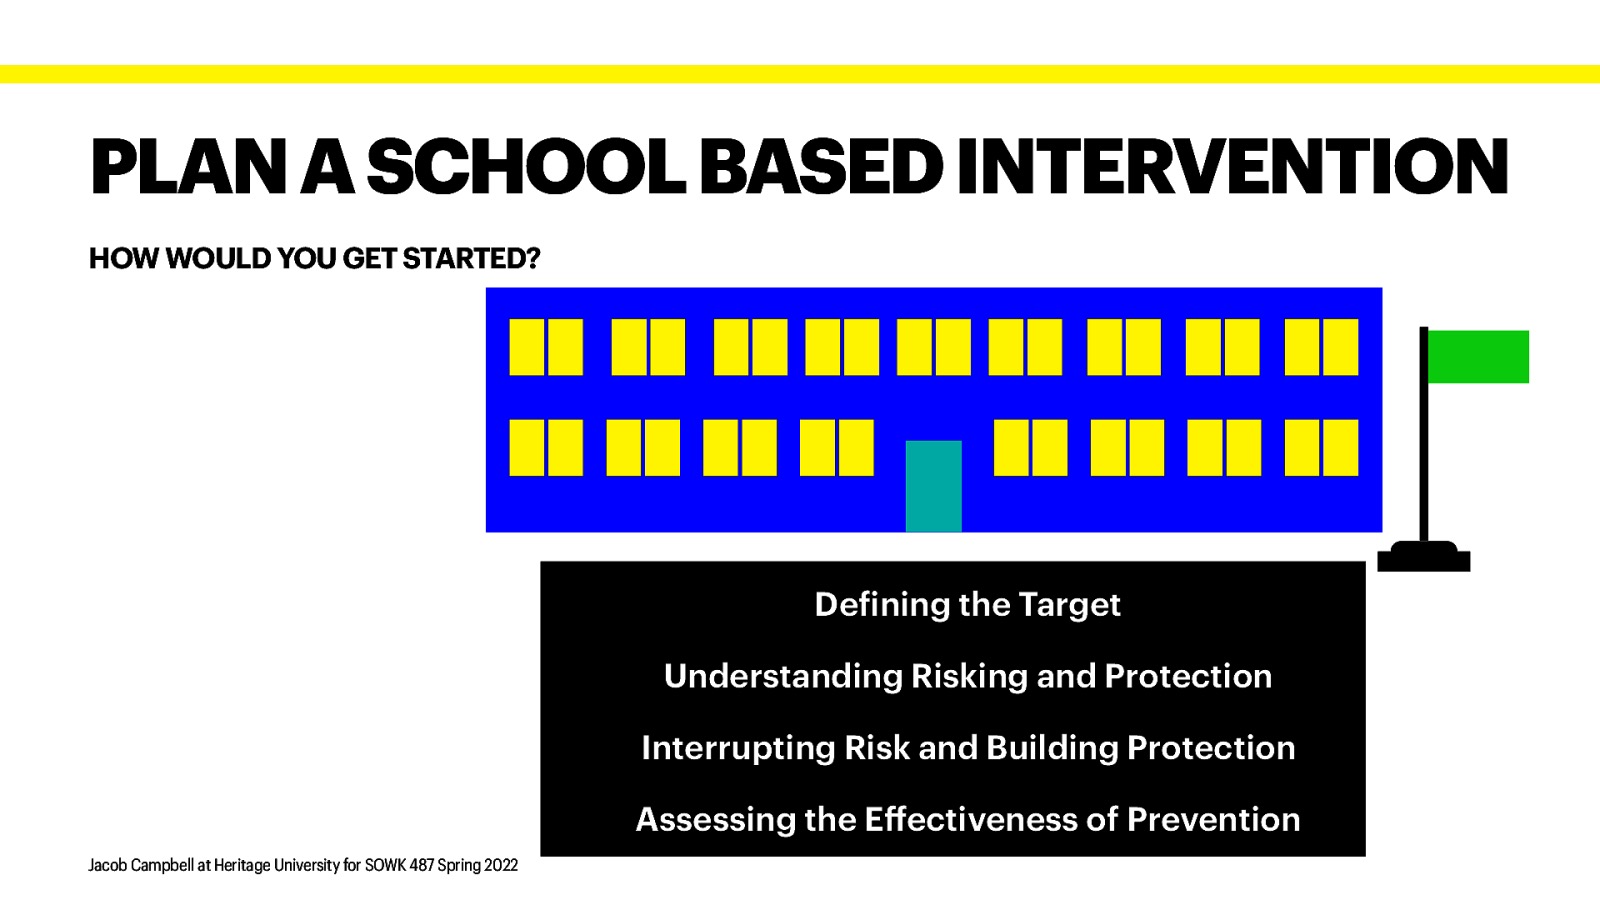 PLAN A SCHOOL BASED INTERVENTION
HOW WOULD YOU GET STARTED?
Defining the Target
Understanding Risking and Protection
Interrupting Risk and Building Protection
Assessing the Effectiveness of Prevention
Jacob Campbell at Heritage University for SOWK 487 Spring 2022